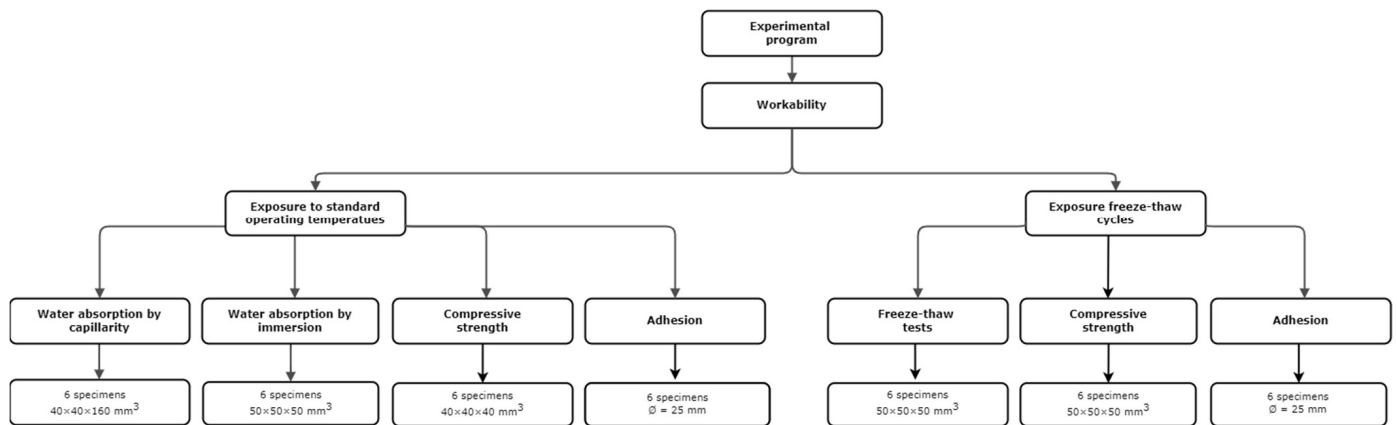 Experimental
program
Workability
Exposure to standard
operating temperatues
Exposure freeze-thaw
cycles
Water absorption by
capillarity
Water absorption by
immersion
Compressive
strength
Adhesion
Freeze-thaw
tests
Compressive
strength
Adhesion
6 specimens
40×40×160 mm³
6 specimens
50×50×50 mm³
6 specimens
40×40×40 mm³
6 specimens
Ø = 25 mm
6 specimens
50×50×50 mm³
6 specimens
50×50×50 mm³
6 specimens
Ø = 25 mm